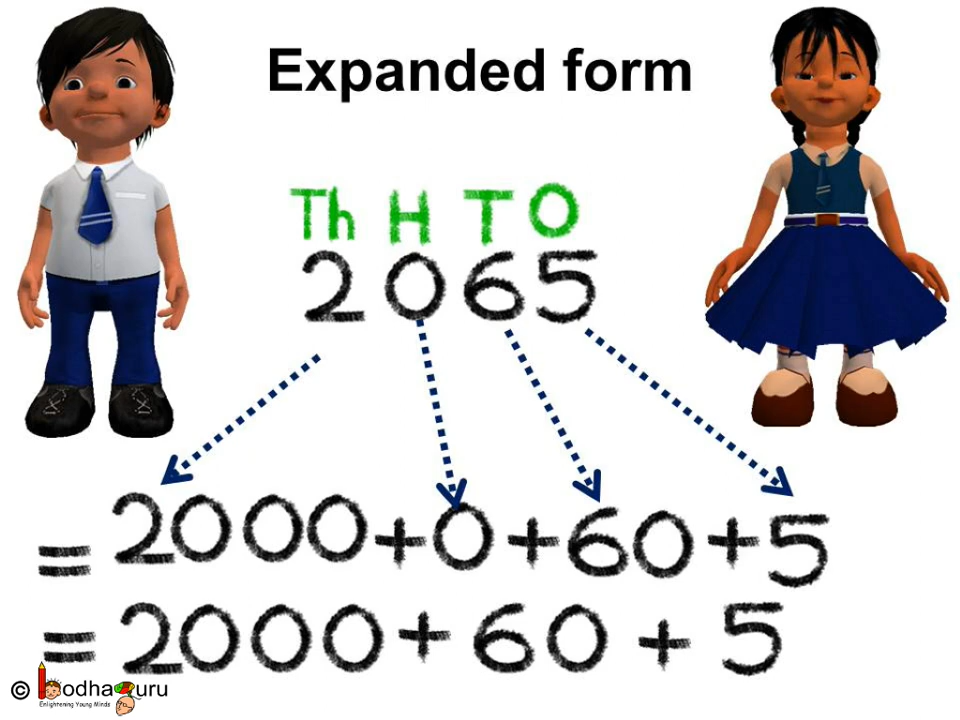 Expanded form
Th H T O
2065
=2000+0+60+5
=2000+60+5
© bodhaguru
Enlightening Young Minds